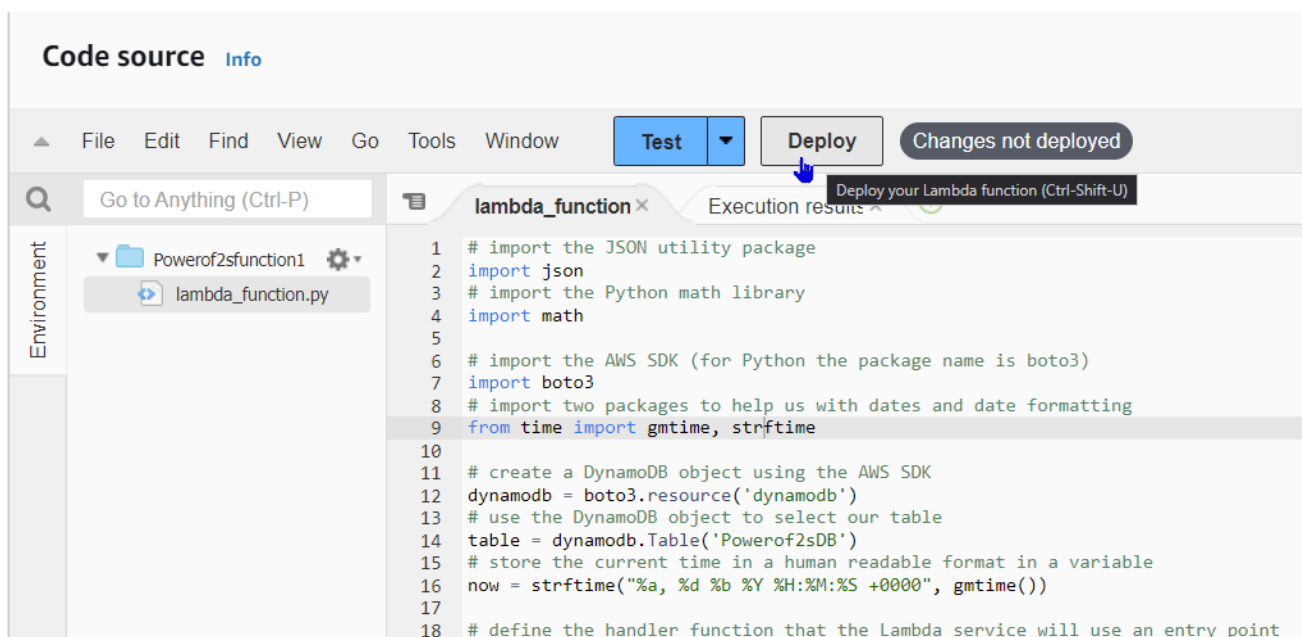 Code source Info
File Edit Find View Go Tools Window Test Deploy Changes not deployed
Deploy your Lambda function (Ctrl-Shift-U)
Go to Anything (Ctrl-P)
lambda_function Execution results
Environment
Powerof2sfunction1
lambda_function.py
1 # import the JSON utility package
2 import json
3 # import the Python math library
4 import math
5
6 # import the AWS SDK (for Python the package name is boto3)
7 import boto3
8 # import two packages to help us with dates and date formatting
9 from time import gmtime, strftime
10
11 # create a DynamoDB object using the AWS SDK
12 dynamodb = boto3.resource('dynamodb')
13 # use the DynamoDB object to select our table
14 table = dynamodb.Table('Powerof2sDB')
15 # store the current time in a human readable format in a variable
16 now = strftime("%a, %d %b %Y %H:%M:%S +0000", gmtime())
17
18 # define the handler function that the Lambda service will use an entry point